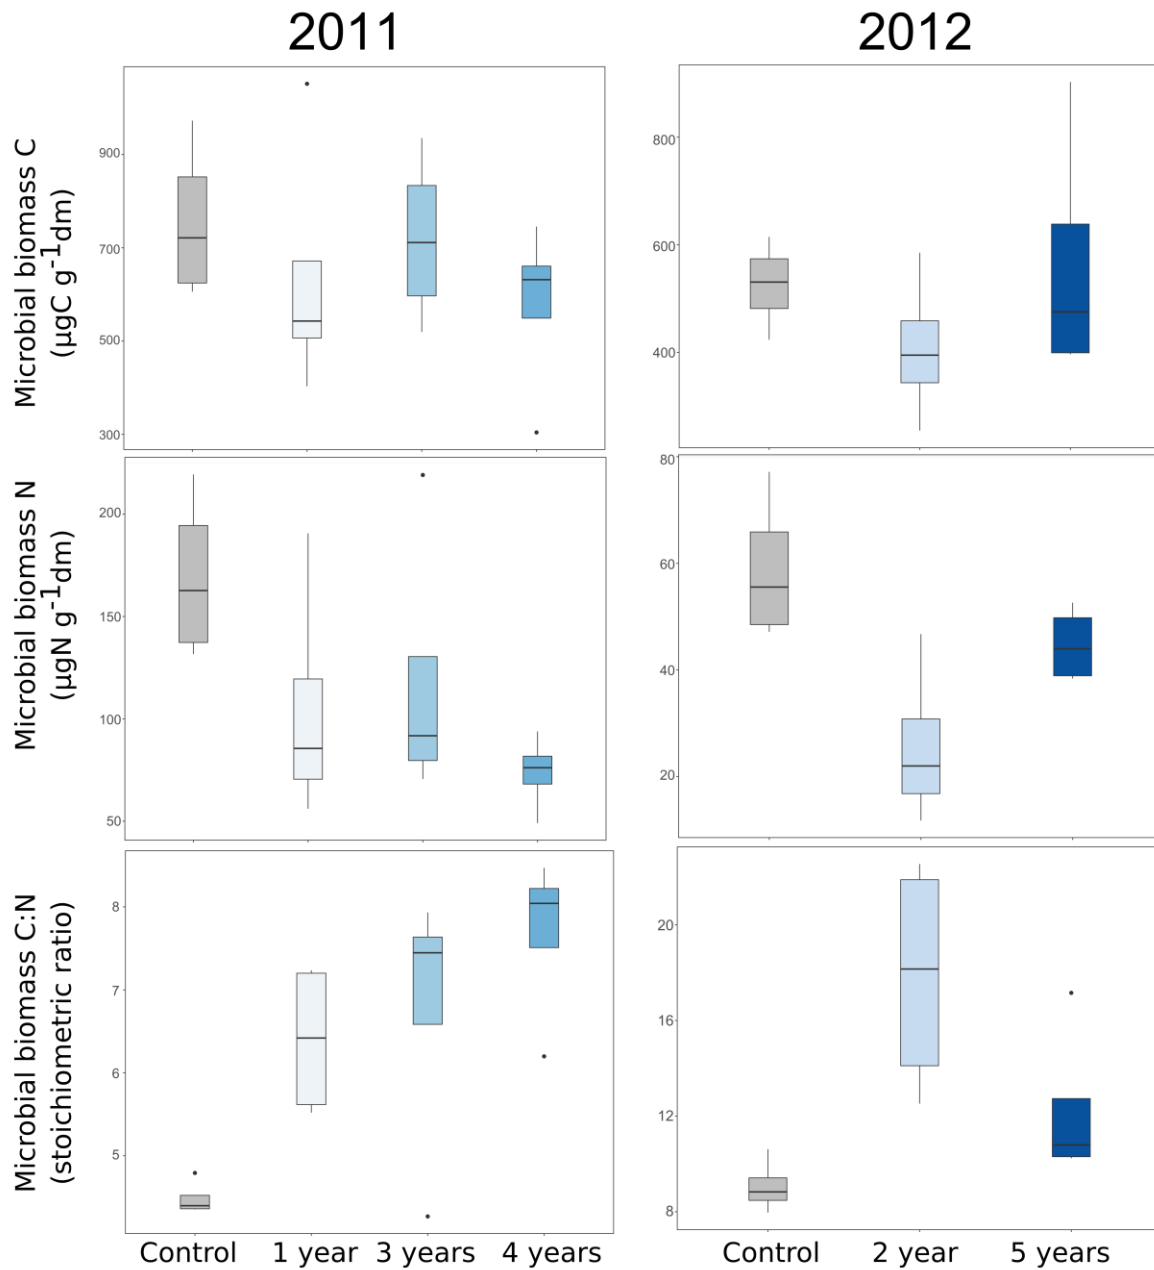 2011
2012
Microbial biomass C
(µgC g-1dm)
900
700
500
300
800
600
400
Microbial biomass N
(µgN g-1dm)
200
150
100
50
80
60
40
20
Microbial biomass C:N
(stoichiometric ratio)
8
7
6
5
20
16
12
8
Control
1 year
3 years
4 years
Control
2 year
5 years